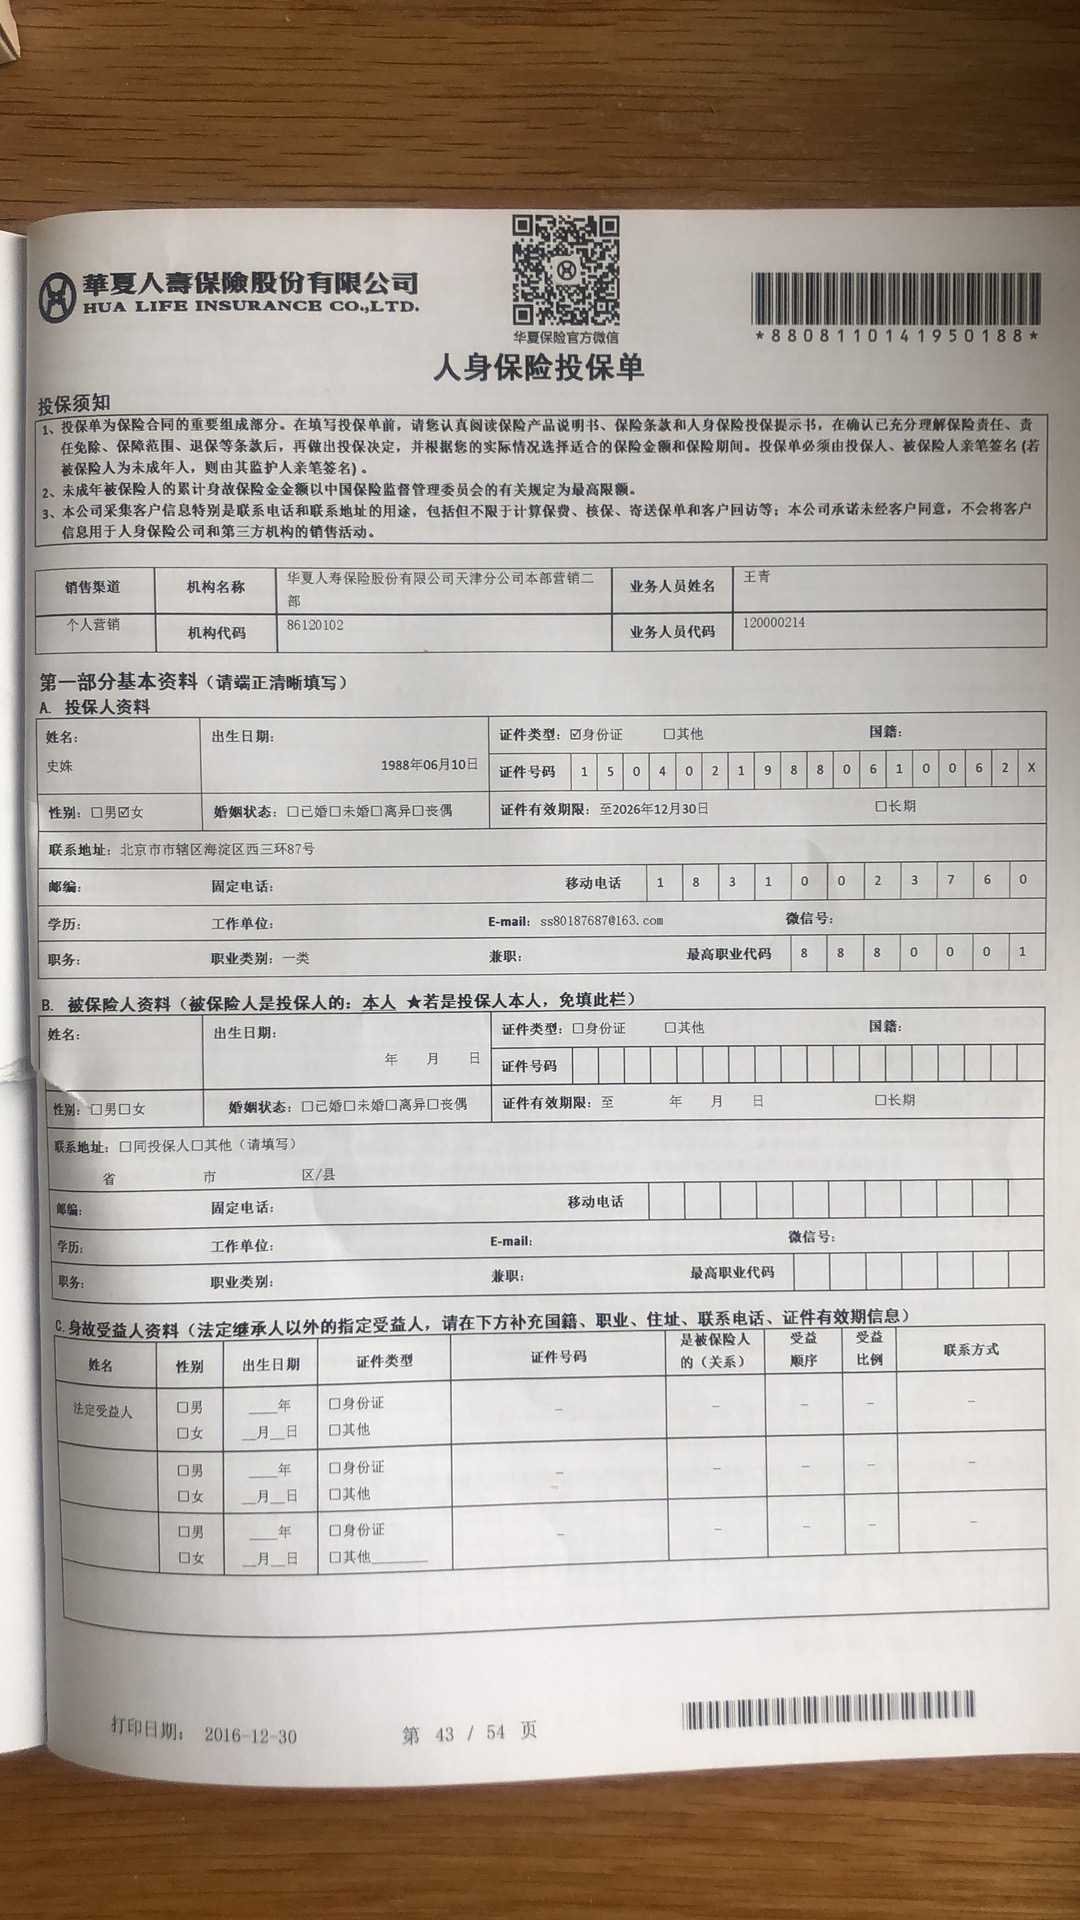 華夏人壽保險股份有限公司
HUA LIFE INSURANCE CO.,LTD.
华夏保险官方微信
*8808110141950188*
人身保险投保单
投保须知
1、投保单为保险合同的重要组成部分。在填写投保单前，请您认真阅读保险产品说明书、保险条款和人身保险投保提示书，在确认已充分理解保险责任、责
任免除、保障范围、退保等条款后，再做出投保决定，并根据您的实际情况选择适合的保险金额和保险期间。投保单必须由投保人、被保险人亲笔签名（若
被保险人为未成年人，则由其监护人亲笔签名）。
2、未成年被保险人的累计身故保险金金额以中国保险监督管理委员会的有关规定为最高限额。
3、本公司采集客户信息特别是联系电话和联系地址的用途，包括但不限于计算保费、核保、寄送保单和客户回访等；本公司承诺未经客户同意，不会将客户
信息用于人身保险公司和第三方机构的销售活动。
销售渠道 机构名称 华夏人寿保险股份有限公司天津分公司本部营销二 业务人员姓名 王青
部
个人营销 机构代码 86120102 业务人员代码 120000214
第一部分基本资料（请端正清晰填写）
A. 投保人资料
姓名： 出生日期： 证件类型：☑身份证 □其他 国籍：
史姝 1988年06月10日 证件号码 15040219880610062X
性别：□男☑女 婚姻状态：□已婚□未婚□离异□丧偶 证件有效期限：至2026年12月30日 □长期
联系地址：北京市市辖区海淀区西三环87号
邮编： 固定电话： 移动电话 18310023760
学历： 工作单位： E-mail：ss80187687@163.com 微信号：
职务： 职业类别：一类 兼职： 最高职业代码 8880001
B. 被保险人资料（被保险人是投保人的：本人 ★若是投保人本人，免填此栏）
姓名： 出生日期： 证件类型：□身份证 □其他 国籍：
年 月 日 证件号码
性别：□男□女 婚姻状态：□已婚□未婚□离异□丧偶 证件有效期限：至 年 月 日 □长期
联系地址：□同投保人□其他（请填写）
省 市 区/县
邮编： 固定电话： 移动电话
学历： 工作单位： E-mail： 微信号：
职务： 职业类别： 兼职： 最高职业代码
C.身故受益人资料（法定继承人以外的指定受益人，请在下方补充国籍、职业、住址、联系电话、证件有效期信息）
姓名 性别 出生日期 证件类型 证件号码 是被保险人的（关系） 受益顺序 受益比例 联系方式
法定受益人 □男 ____年 □身份证 – – – – –
□女 __月__日 □其他
□男 ____年 □身份证 – – – – –
□女 __月__日 □其他
□男 ____年 □身份证 – – – – –
□女 __月__日 □其他________
打印日期： 2016-12-30 第 43 / 54 页